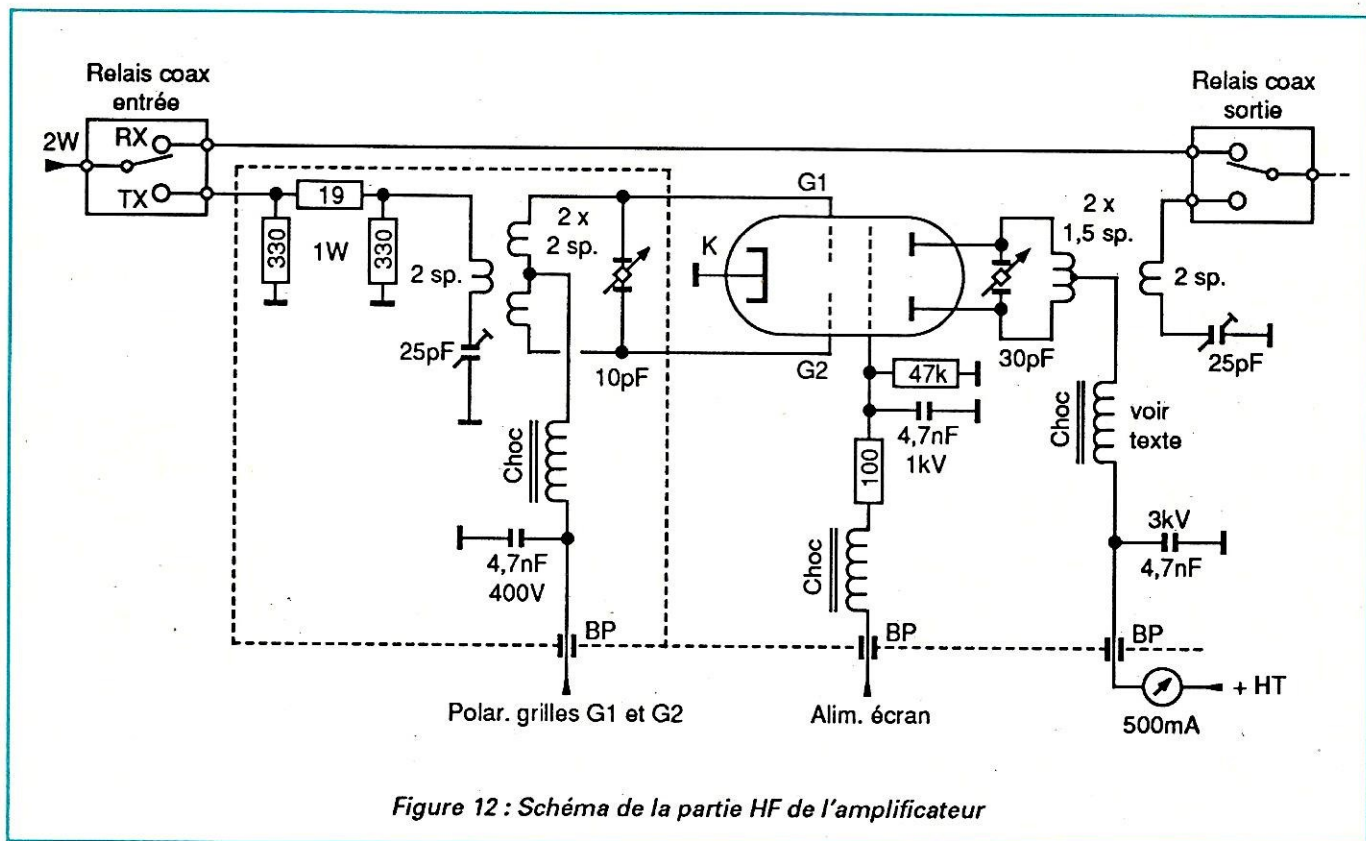 Relais coax
entrée
2W
RX
TX
330
19
1W
330
2 sp.
25pF
2 x
2 sp.
10pF
Choc
4,7nF
400V
BP
Polar. grilles G1 et G2
K
G1
G2
47k
4,7nF
1kV
100
Choc
BP
Alim. écran
30pF
2 x
1,5 sp.
Choc
voir
texte
3kV
4,7nF
BP
+ HT
500mA
Relais coax
sortie
2 sp.
25pF
Figure 12 : Schéma de la partie HF de l'amplificateur